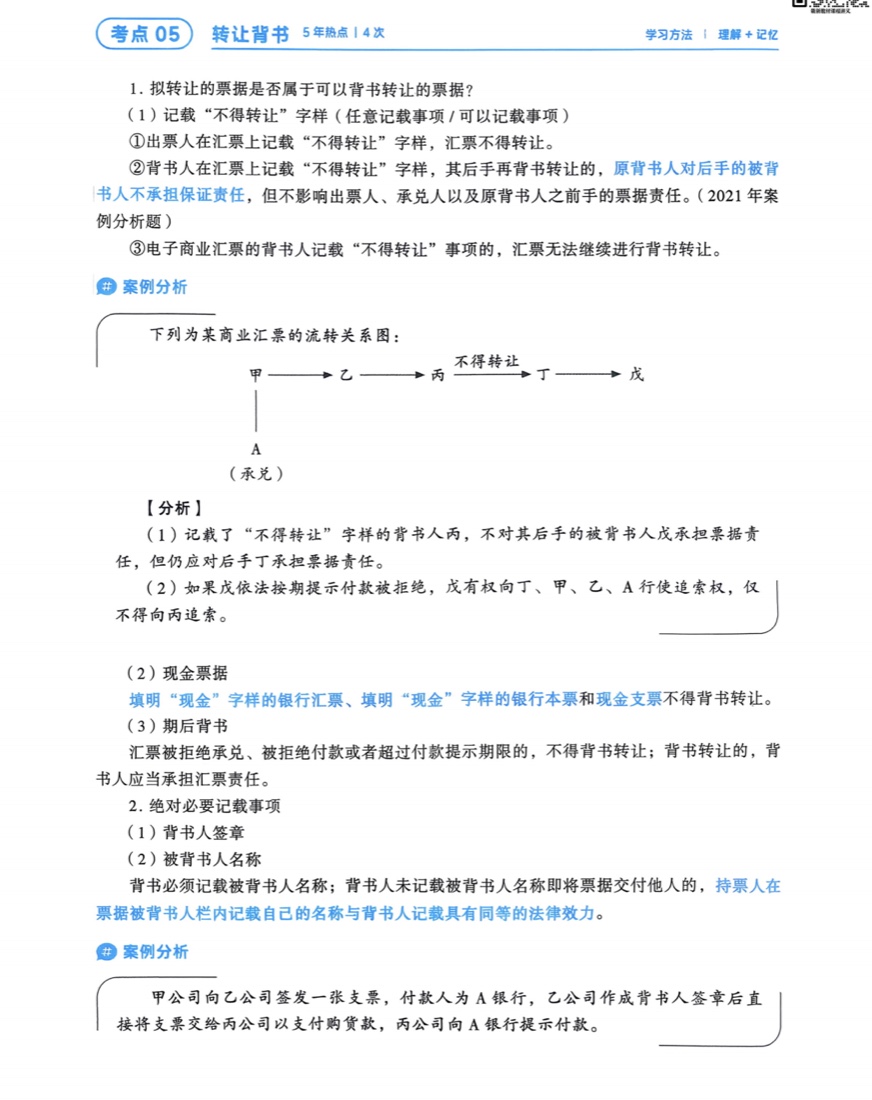 考点 05 转让背书 5年热点 | 4次 学习方法 | 理解+记忆
1. 拟转让的票据是否属于可以背书转让的票据？
（1）记载“不得转让”字样（任意记载事项 / 可以记载事项）
①出票人在汇票上记载“不得转让”字样，汇票不得转让。
②背书人在汇票上记载“不得转让”字样，其后手再背书转让的，原背书人对后手的被背
书人不承担保证责任，但不影响出票人、承兑人以及原背书人之前手的票据责任。（2021 年案
例分析题）
③电子商业汇票的背书人记载“不得转让”事项的，汇票无法继续进行背书转让。
# 案例分析
下列为某商业汇票的流转关系图：
不得转让
甲 乙 丙 丁 戊
A
（承兑）
【分析】
（1）记载了“不得转让”字样的背书人丙，不对其后手的被背书人戊承担票据责
任，但仍应对后手丁承担票据责任。
（2）如果戊依法按期提示付款被拒绝，戊有权向丁、甲、乙、A 行使追索权，仅
不得向丙追索。
（2）现金票据
填明“现金”字样的银行汇票、填明“现金”字样的银行本票和现金支票不得背书转让。
（3）期后背书
汇票被拒绝承兑、被拒绝付款或者超过付款提示期限的，不得背书转让；背书转让的，背
书人应当承担汇票责任。
2. 绝对必要记载事项
（1）背书人签章
（2）被背书人名称
背书必须记载被背书人名称；背书人未记载被背书人名称即将票据交付他人的，持票人在
票据被背书人栏内记载自己的名称与背书人记载具有同等的法律效力。
# 案例分析
甲公司向乙公司签发一张支票，付款人为 A 银行，乙公司作成背书人签章后直
接将支票交给丙公司以支付购货款，丙公司向 A 银行提示付款。